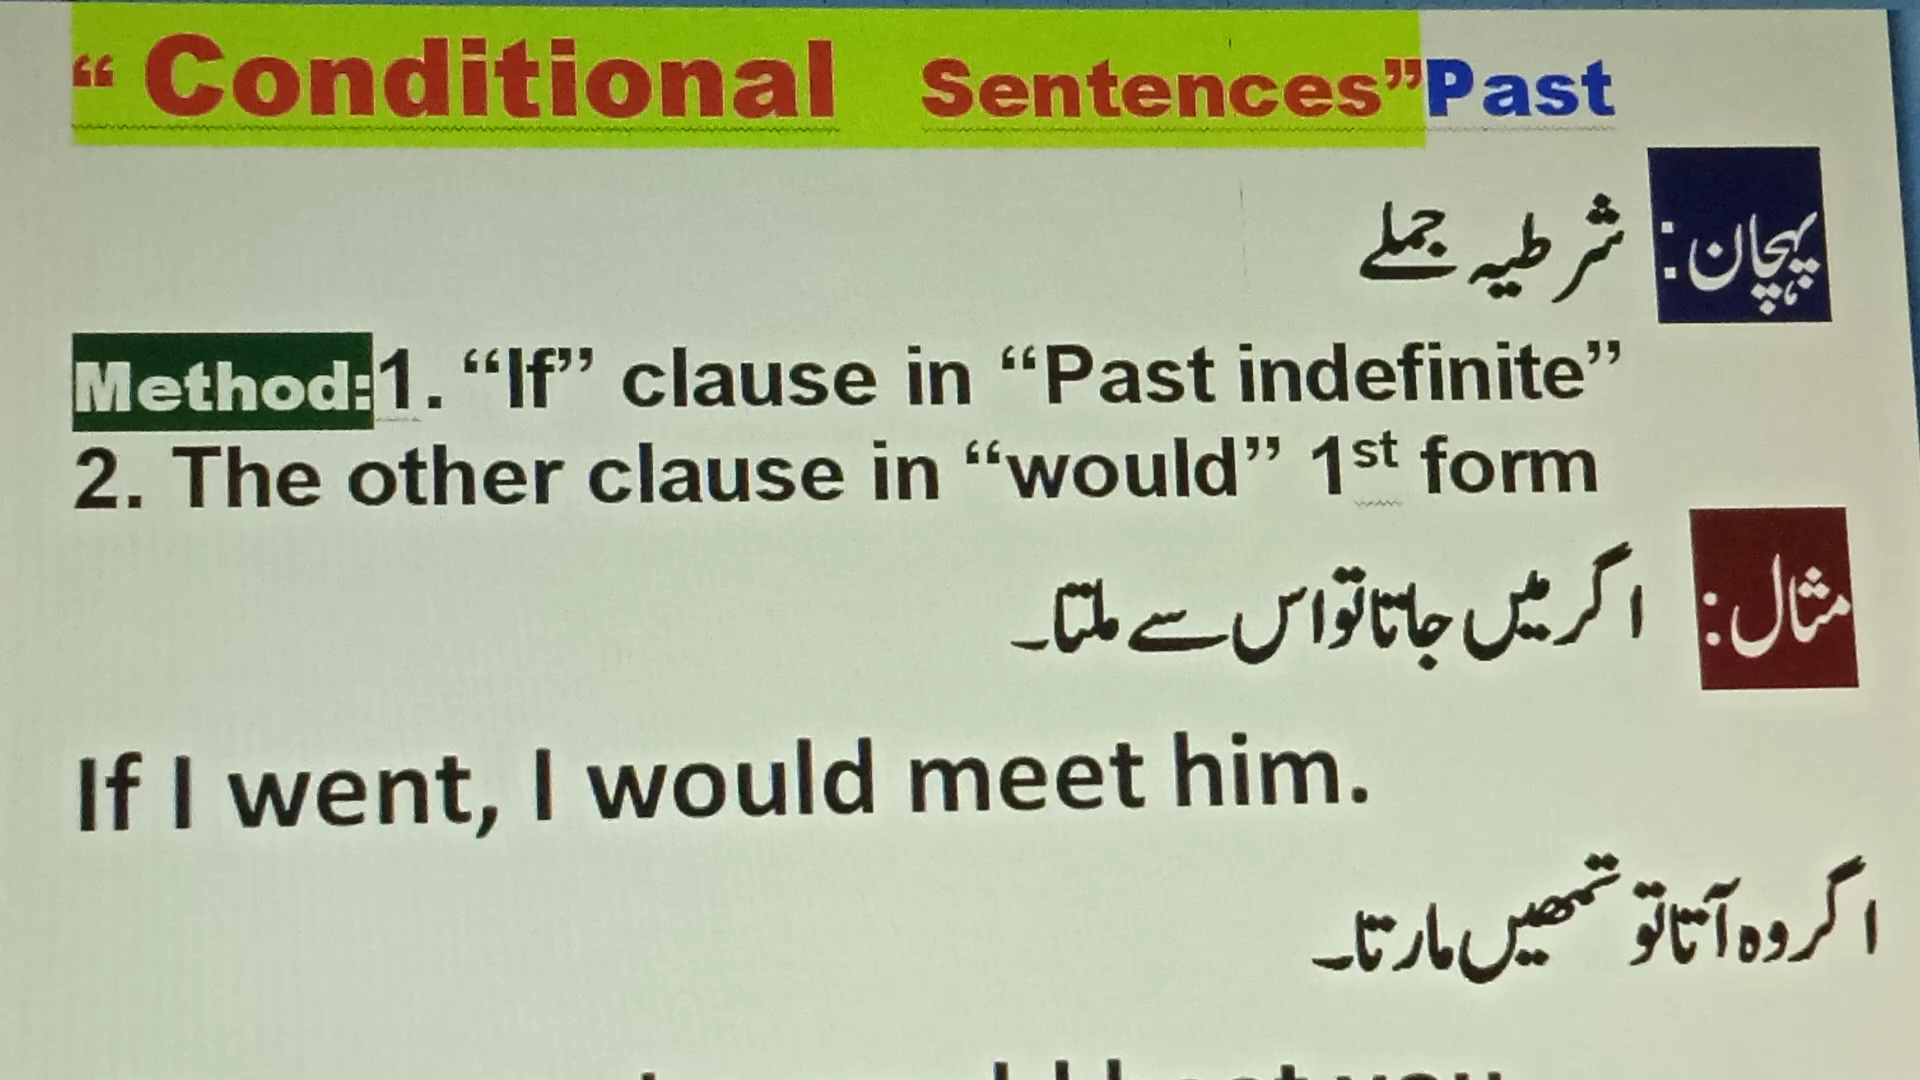 “ Conditional Sentences”Past
پہچان: شرطیہ جملے
Method:1. “If” clause in “Past indefinite”
2. The other clause in “would” 1st form
مثال: اگر میں جاتا تو اس سے ملتا۔
If I went, I would meet him.
اگر وہ آتا تو تمھیں مارتا۔